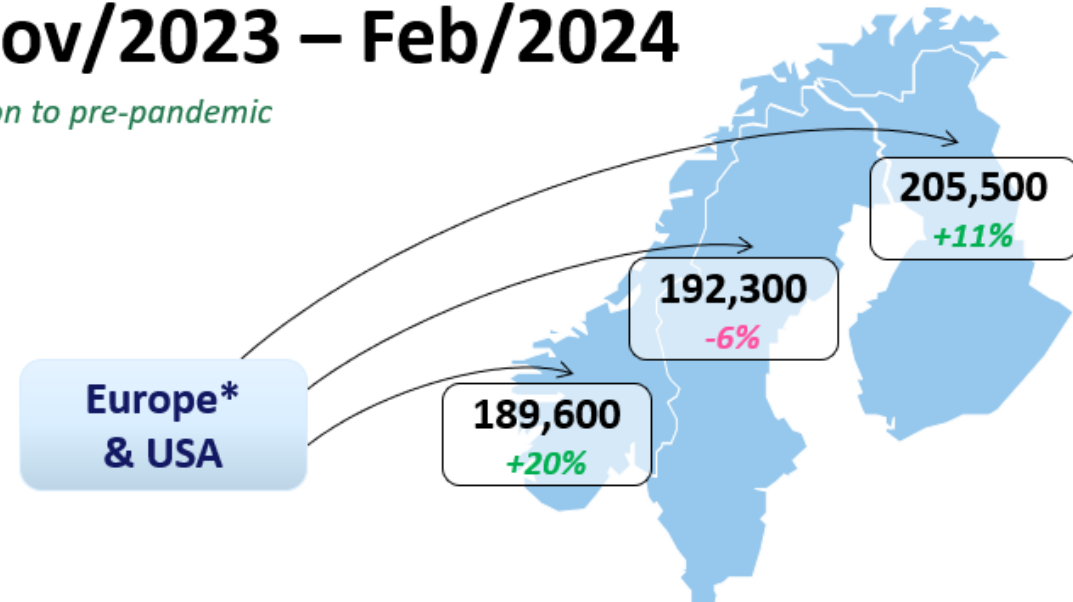 ov/2023 – Feb/2024
on to pre-pandemic
205,500
+11%
192,300
-6%
Europe*
& USA
189,600
+20%